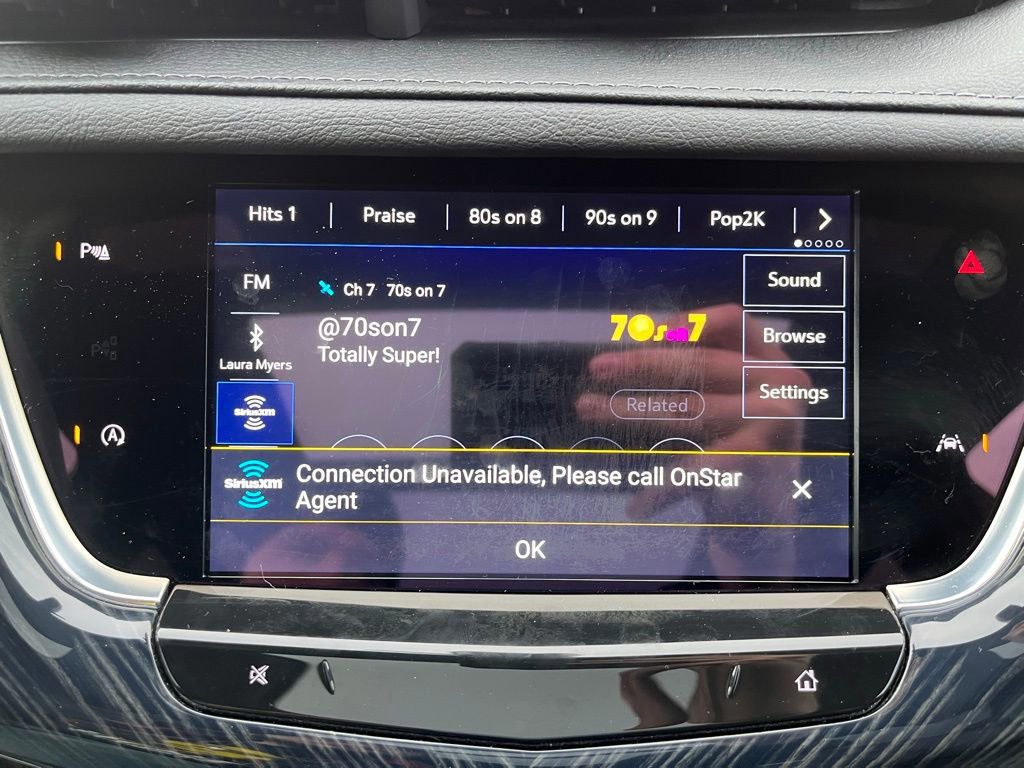 Hits 1
Praise
80s on 8
90s on 9
Pop2K
FM
Ch 7 70s on 7
Sound
@70son7
70s on 7
Totally Super!
Browse
Laura Myers
Settings
Related
SiriusXM
SiriusXM
Connection Unavailable, Please call OnStar
Agent
OK
P
A